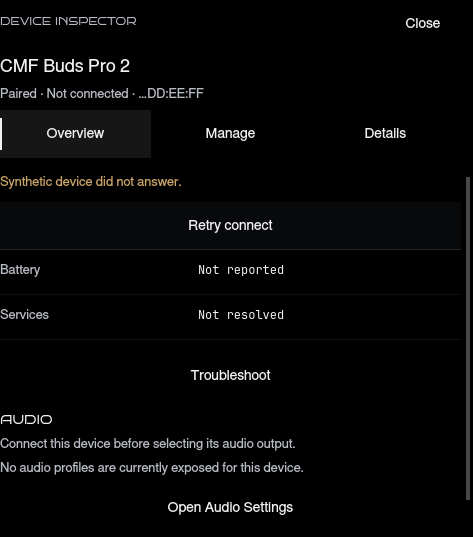 DEVICE INSPECTOR
Close
CMF Buds Pro 2
Paired · Not connected · ...DD:EE:FF
Overview
Manage
Details
Synthetic device did not answer.
Retry connect
Battery Not reported
Services Not resolved
Troubleshoot
AUDIO
Connect this device before selecting its audio output.
No audio profiles are currently exposed for this device.
Open Audio Settings